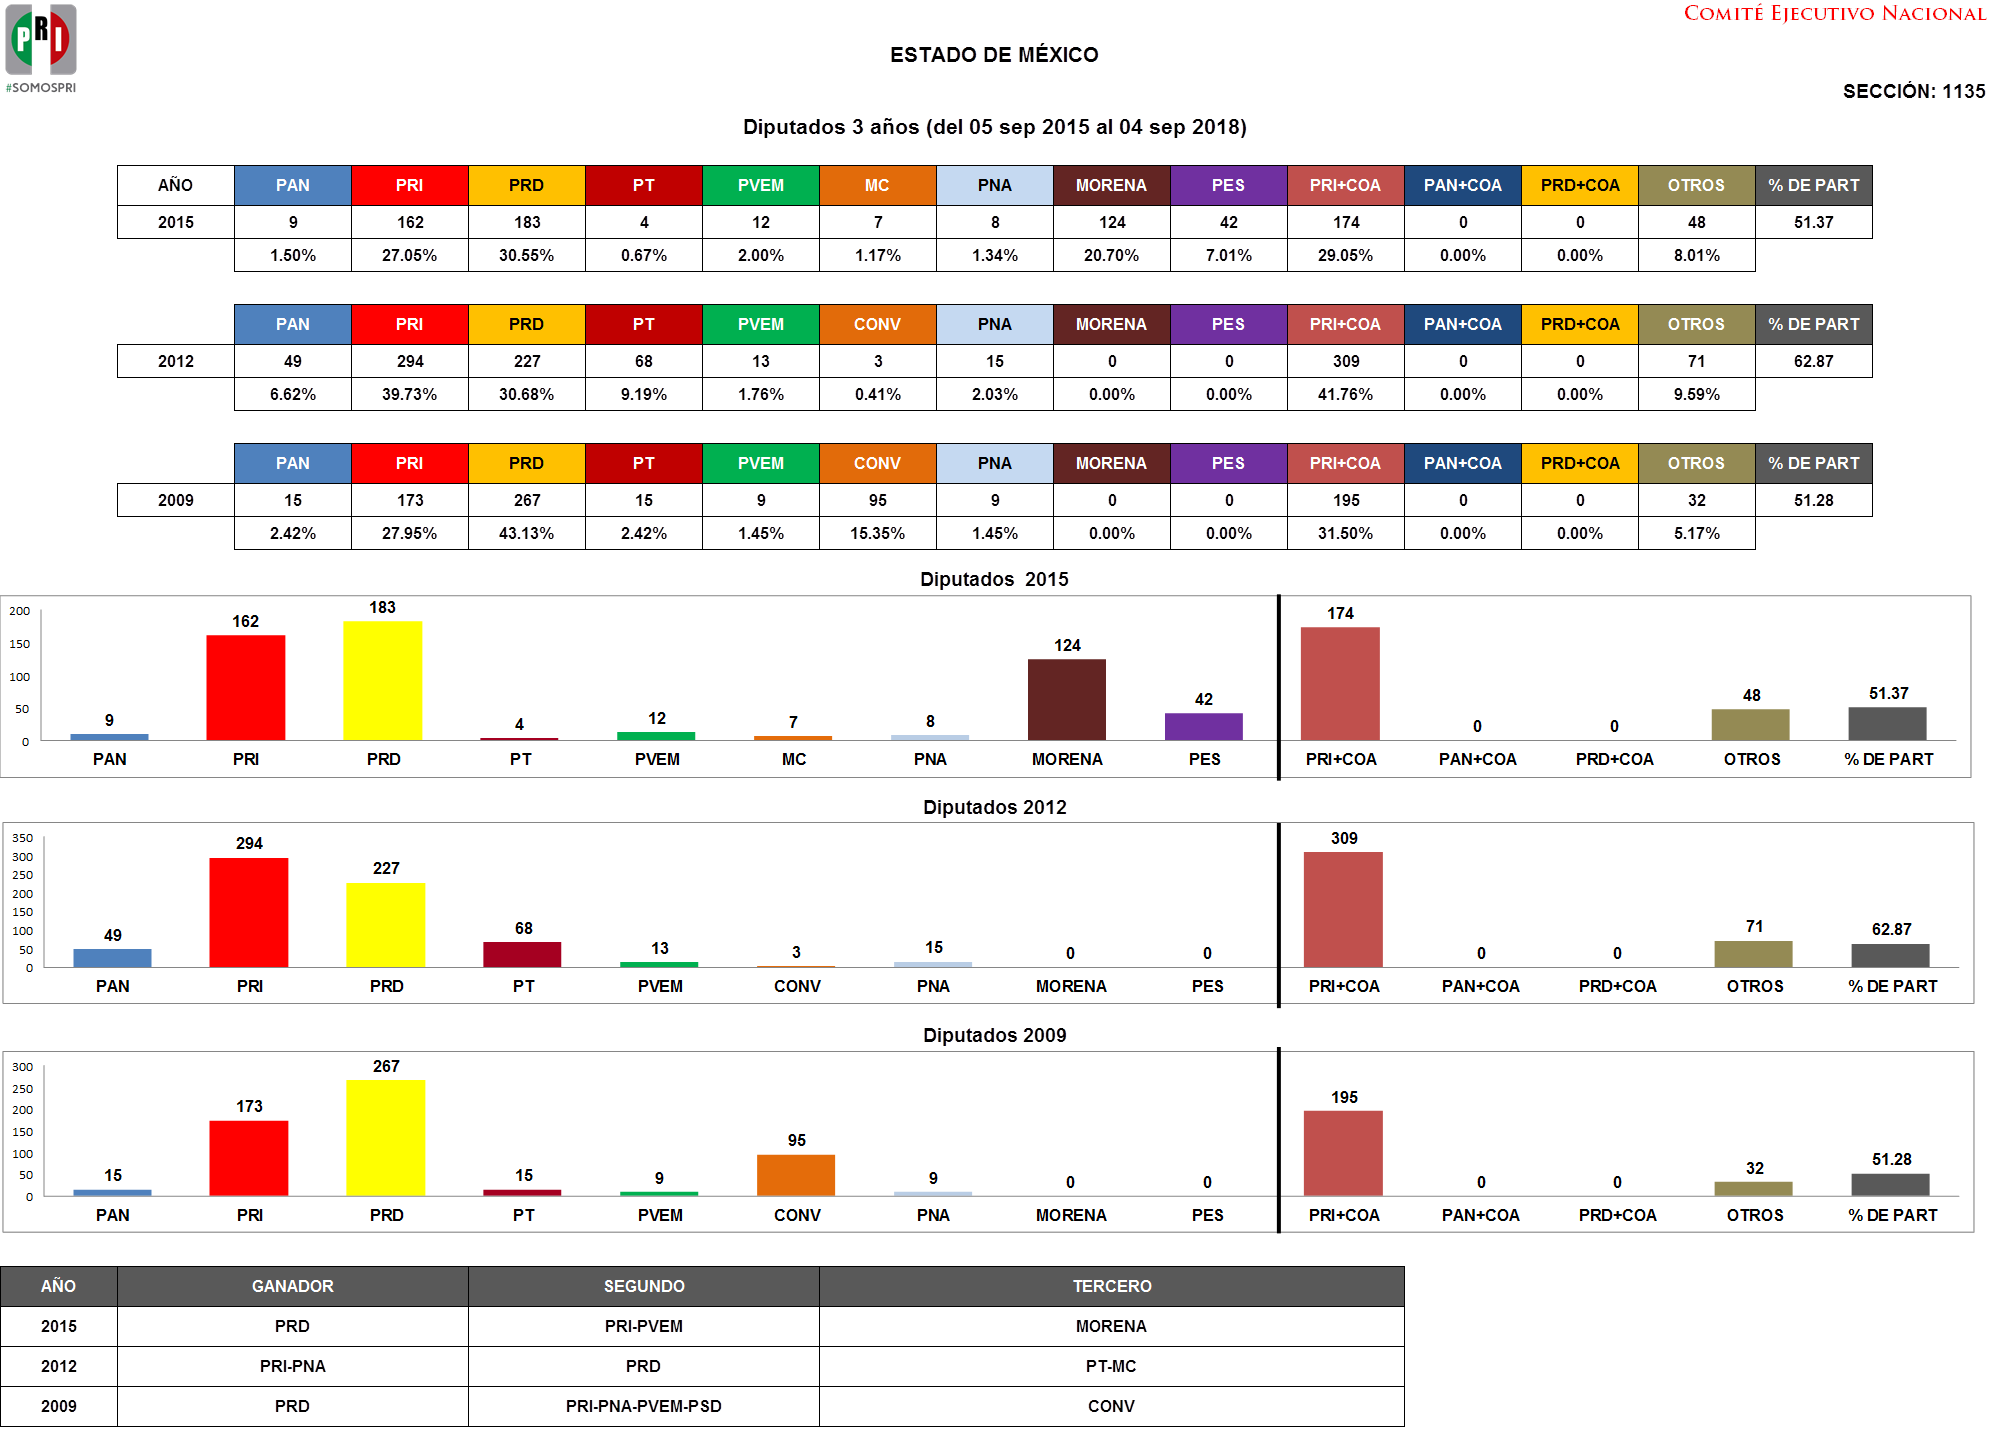 PRI
#SOMOSPRI
COMITÉ EJECUTIVO NACIONAL
ESTADO DE MÉXICO
SECCIÓN: 1135
Diputados 3 años (del 05 sep 2015 al 04 sep 2018)
AÑO PAN PRI PRD PT PVEM MC PNA MORENA PES PRI+COA PAN+COA PRD+COA OTROS % DE PART
2015 9 162 183 4 12 7 8 124 42 174 0 0 48 51.37
1.50% 27.05% 30.55% 0.67% 2.00% 1.17% 1.34% 20.70% 7.01% 29.05% 0.00% 0.00% 8.01%
PAN PRI PRD PT PVEM CONV PNA MORENA PES PRI+COA PAN+COA PRD+COA OTROS % DE PART
2012 49 294 227 68 13 3 15 0 0 309 0 0 71 62.87
6.62% 39.73% 30.68% 9.19% 1.76% 0.41% 2.03% 0.00% 0.00% 41.76% 0.00% 0.00% 9.59%
PAN PRI PRD PT PVEM CONV PNA MORENA PES PRI+COA PAN+COA PRD+COA OTROS % DE PART
2009 15 173 267 15 9 95 9 0 0 195 0 0 32 51.28
2.42% 27.95% 43.13% 2.42% 1.45% 15.35% 1.45% 0.00% 0.00% 31.50% 0.00% 0.00% 5.17%
Diputados 2015
200
150
100
50
0
9 162 183 4 12 7 8 124 42 174 0 0 48 51.37
PAN PRI PRD PT PVEM MC PNA MORENA PES PRI+COA PAN+COA PRD+COA OTROS % DE PART
Diputados 2012
350
300
250
200
150
100
50
0
49 294 227 68 13 3 15 0 0 309 0 0 71 62.87
PAN PRI PRD PT PVEM CONV PNA MORENA PES PRI+COA PAN+COA PRD+COA OTROS % DE PART
Diputados 2009
300
250
200
150
100
50
0
15 173 267 15 9 95 9 0 0 195 0 0 32 51.28
PAN PRI PRD PT PVEM CONV PNA MORENA PES PRI+COA PAN+COA PRD+COA OTROS % DE PART
AÑO GANADOR SEGUNDO TERCERO
2015 PRD PRI-PVEM MORENA
2012 PRI-PNA PRD PT-MC
2009 PRD PRI-PNA-PVEM-PSD CONV